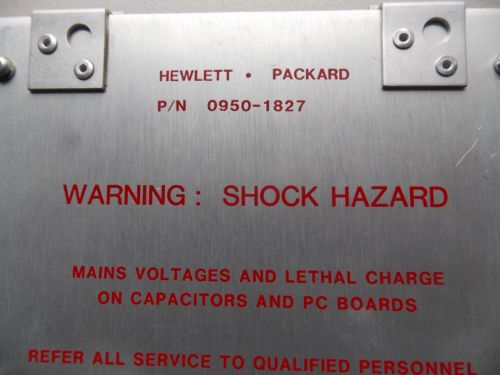 HEWLETT • PACKARD
P/N 0950-1827
WARNING: SHOCK HAZARD
MAINS VOLTAGES AND LETHAL CHARGE
ON CAPACITORS AND PC BOARDS
REFER ALL SERVICE TO QUALIFIED PERSONNEL